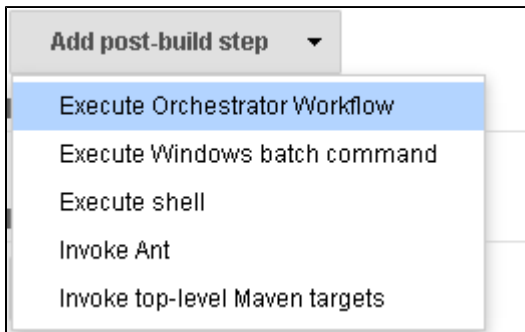 Add post-build step
Execute Orchestrator Workflow
Execute Windows batch command
Execute shell
Invoke Ant
Invoke top-level Maven targets